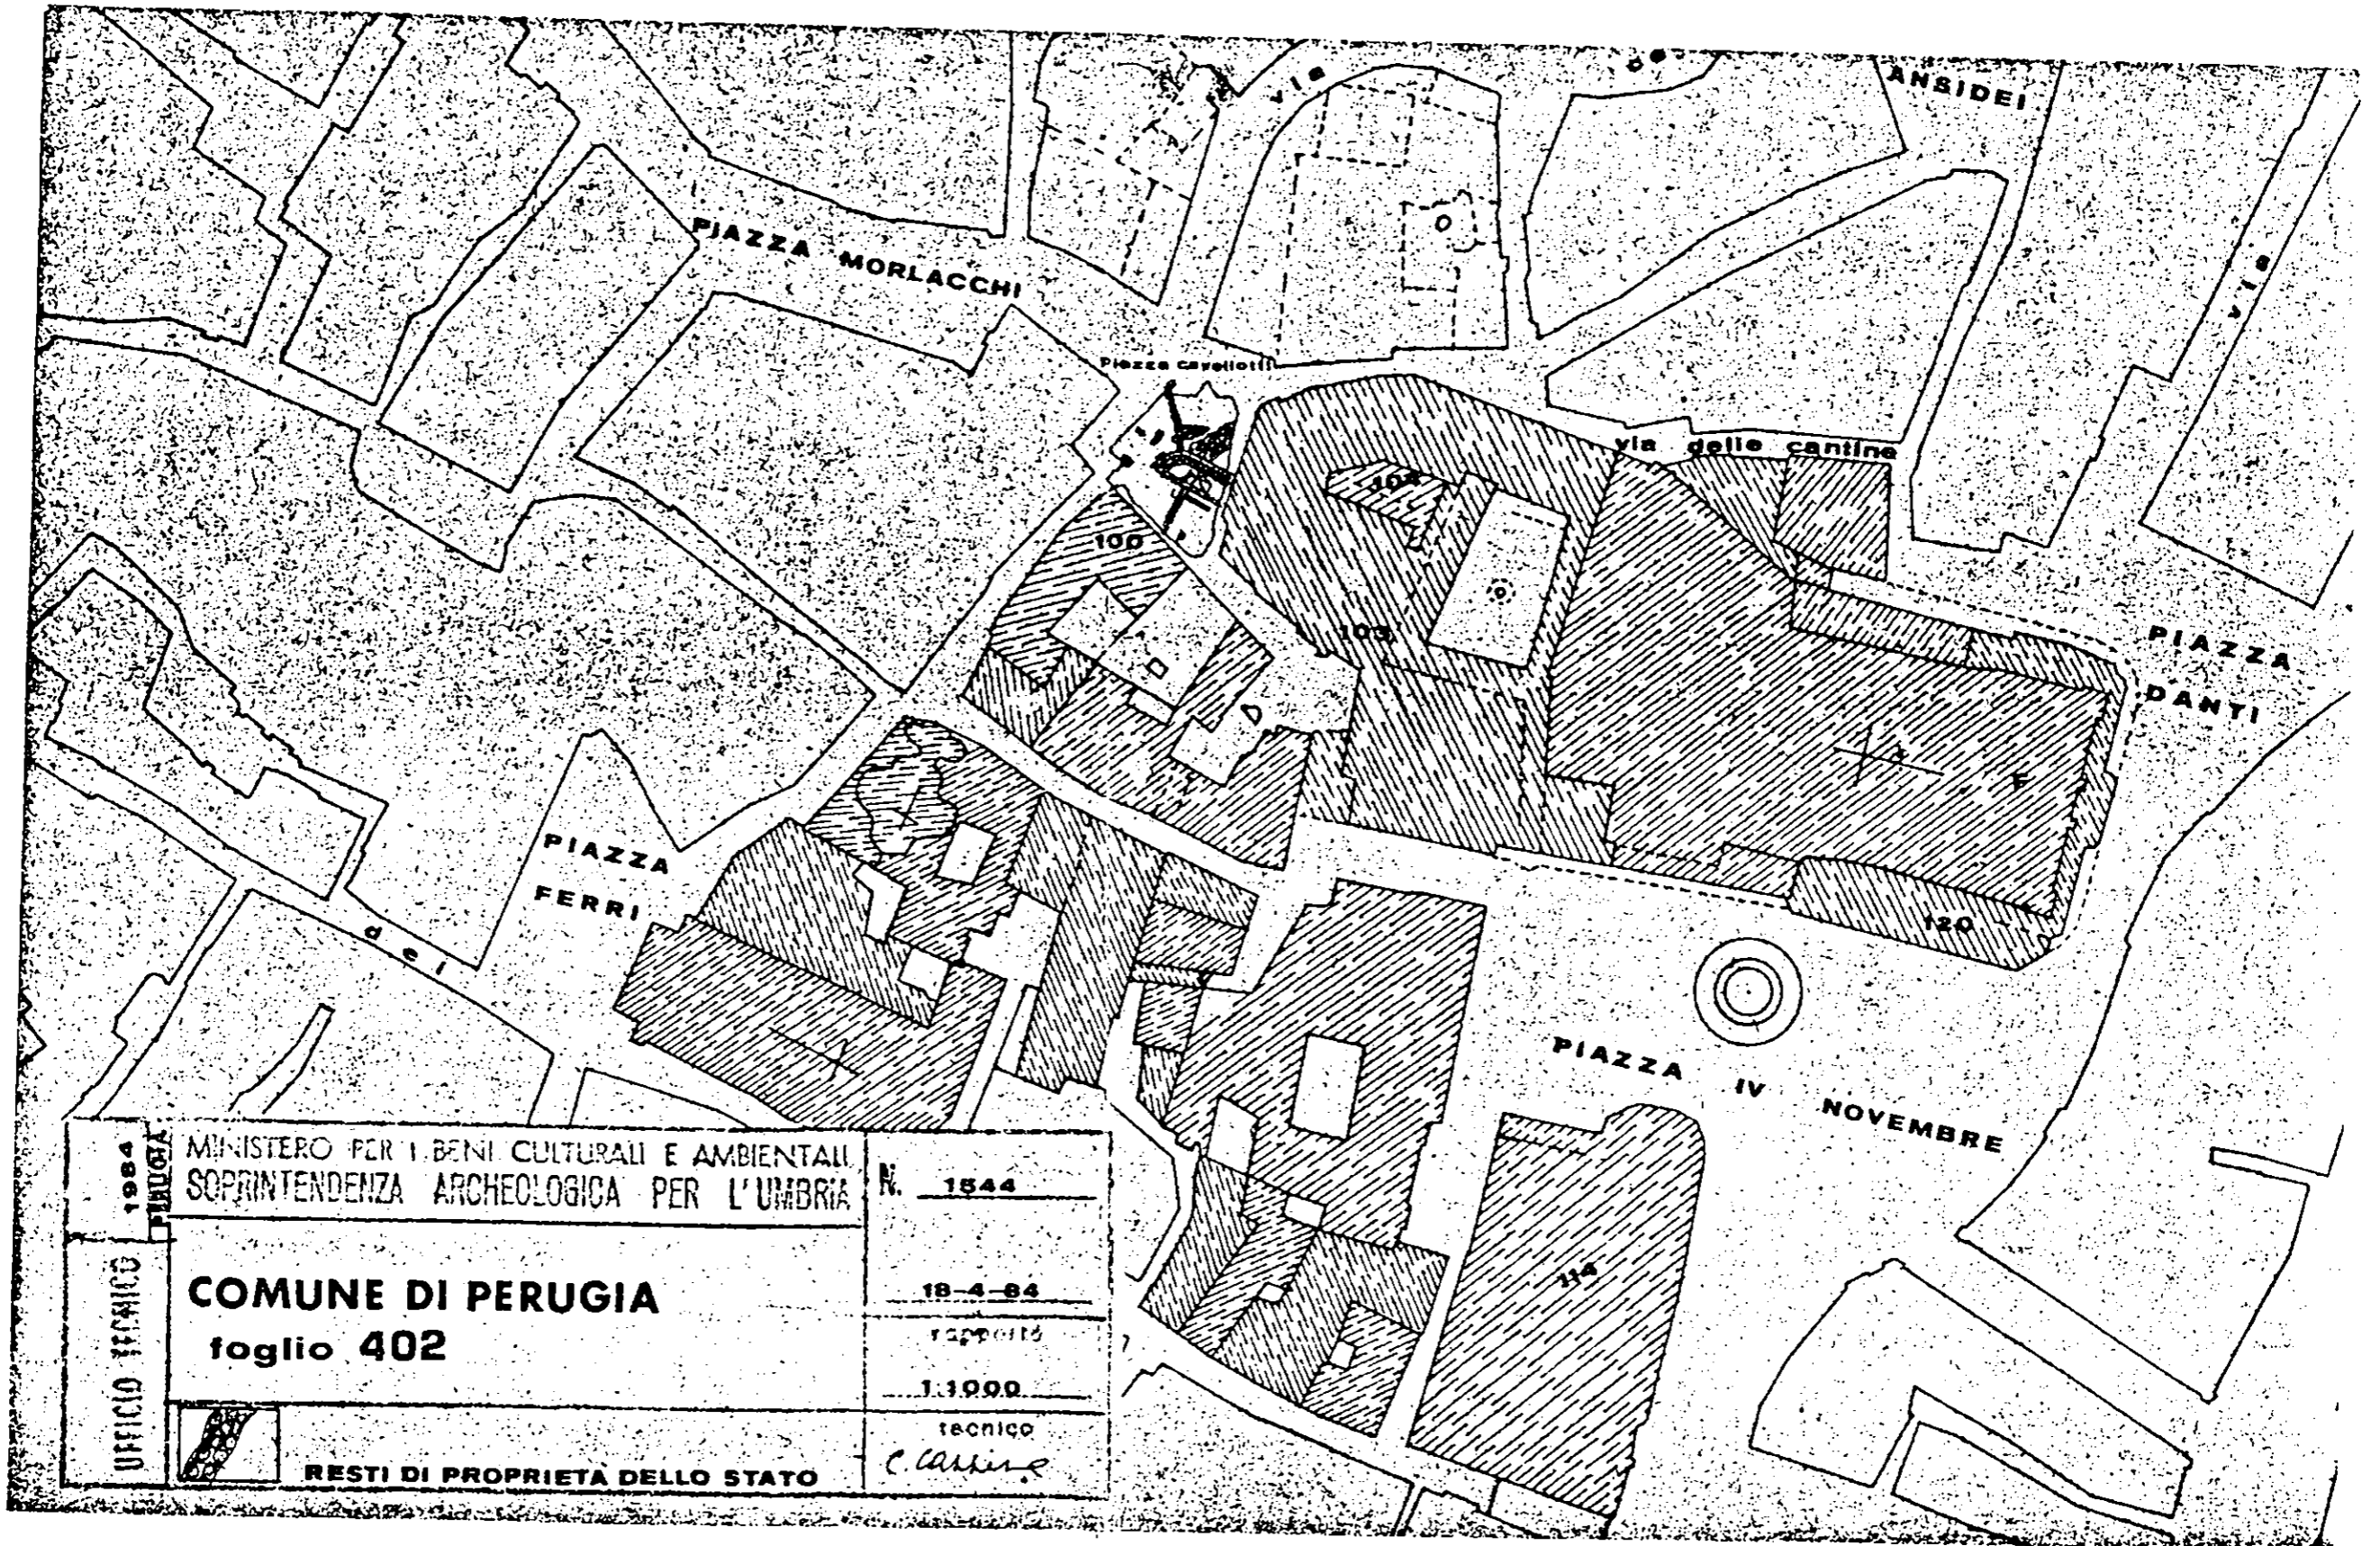 via
de
ANSIDEI
PIAZZA MORLACCHI
Piazza cavallotti
via delle cantine
104
100
103
PIAZZA
DANTI
PIAZZA
FERRI
dei
120
PIAZZA IV NOVEMBRE
114
1984
PERUGIA
UFFICIO TECNICO
MINISTERO PER I BENI CULTURALI E AMBIENTALI
SOPRINTENDENZA ARCHEOLOGICA PER L'UMBRIA
N. 1544
COMUNE DI PERUGIA
foglio 402
18-4-84
rapporto
1:1000
tecnico
RESTI DI PROPRIETÀ DELLO STATO